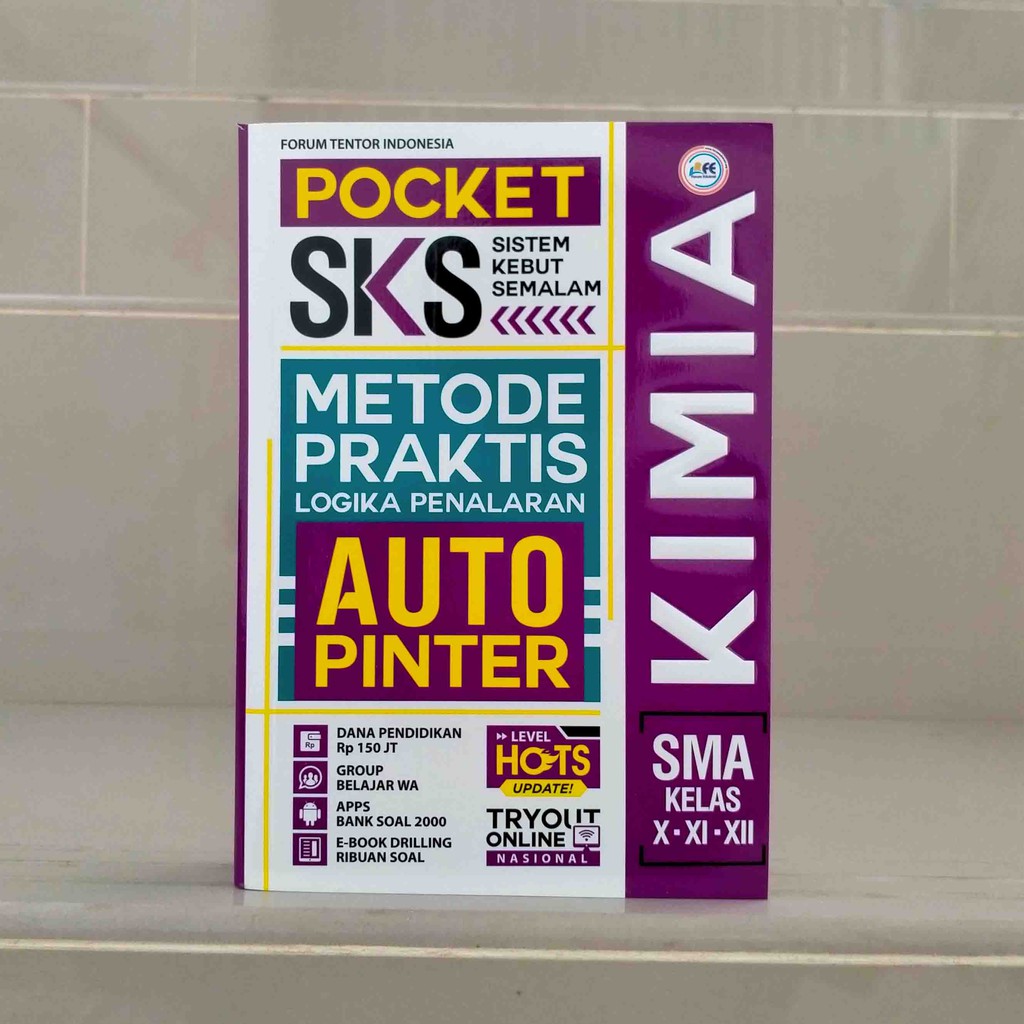 FORUM TENTOR INDONESIA
POCKET
SKS
SISTEM
KEBUT
SEMALAM
METODE
PRAKTIS
LOGIKA PENALARAN
AUTO
PINTER
Rp
DANA PENDIDIKAN
Rp 150 JT
GROUP
BELAJAR WA
APPS
BANK SOAL 2000
E-BOOK DRILLING
RIBUAN SOAL
LEVEL
HOTS
UPDATE!
TRYOUT
ONLINE
NASIONAL
FE
KIMIA
SMA
KELAS
X • XI • XII